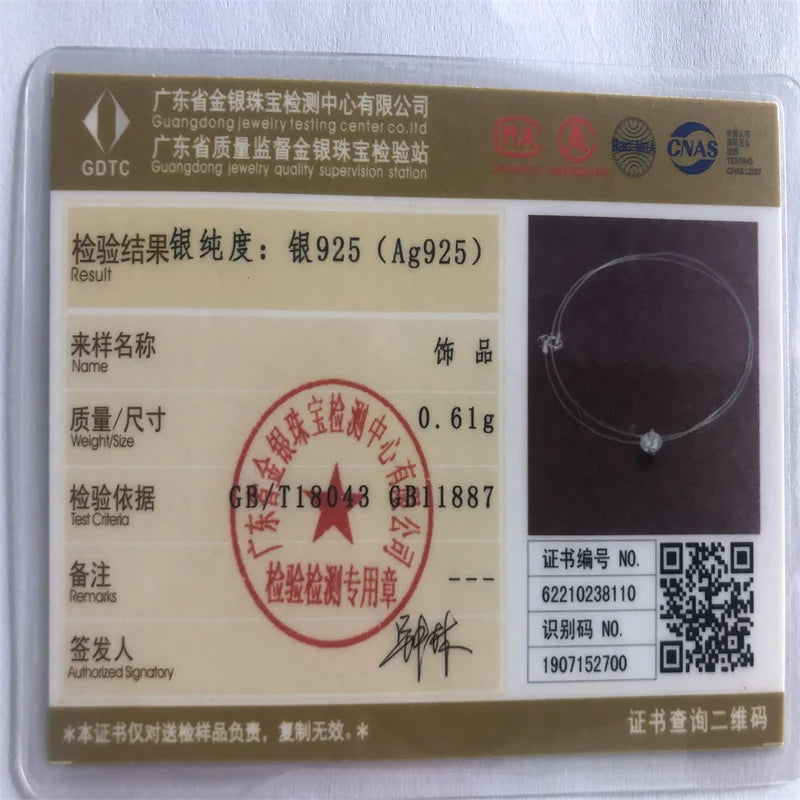 广东省金银珠宝检测中心有限公司
Guangdong jewelry testing center co.ltd
广东省质量监督金银珠宝检验站
Guangdong jewelry quality supervision station
GDTC
MA
CNAS
TESTING
检验结果 银纯度：银925（Ag925）
Result
来样名称 饰 品
Name
质量/尺寸 0.61g
Weight/Size
检验依据 GB/T18043 GB11887
Test Criteria
备注 ---
Remarks
签发人
Authorized Signatory
广东省金银珠宝检测中心有限公司
检验检测专用章
证书编号 NO.
62210238110
识别码 NO.
1907152700
*本证书仅对送检样品负责，复制无效。*
证书查询二维码